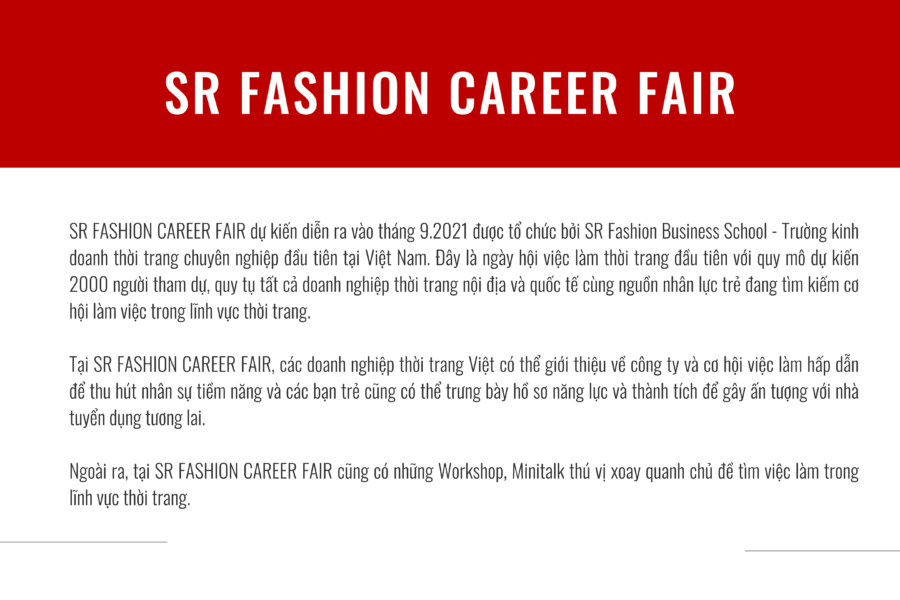 SR FASHION CAREER FAIR
SR FASHION CAREER FAIR dự kiến diễn ra vào tháng 9.2021 được tổ chức bởi SR Fashion Business School - Trường kinh
doanh thời trang chuyên nghiệp đầu tiên tại Việt Nam. Đây là ngày hội việc làm thời trang đầu tiên với quy mô dự kiến
2000 người tham dự, quy tụ tất cả doanh nghiệp thời trang nội địa và quốc tế cùng nguồn nhân lực trẻ đang tìm kiếm cơ
hội làm việc trong lĩnh vực thời trang.
Tại SR FASHION CAREER FAIR, các doanh nghiệp thời trang Việt có thể giới thiệu về công ty và cơ hội việc làm hấp dẫn
để thu hút nhân sự tiềm năng và các bạn trẻ cũng có thể trưng bày hồ sơ năng lực và thành tích để gây ấn tượng với nhà
tuyển dụng tương lai.
Ngoài ra, tại SR FASHION CAREER FAIR cũng có những Workshop, Minitalk thú vị xoay quanh chủ đề tìm việc làm trong
lĩnh vực thời trang.